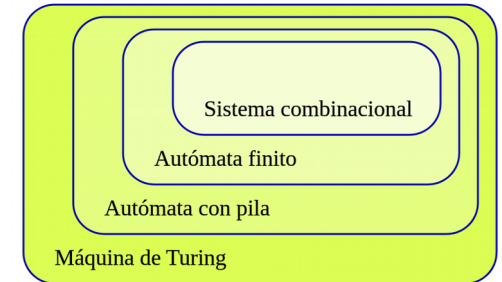 Sistema combinacional
Autómata finito
Autómata con pila
Máquina de Turing